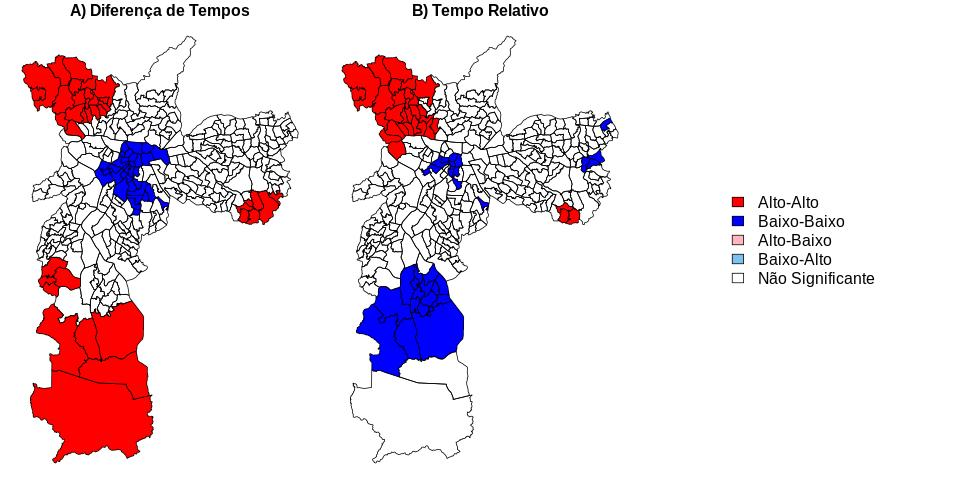 A) Diferença de Tempos
B) Tempo Relativo
Alto-Alto
Baixo-Baixo
Alto-Baixo
Baixo-Alto
Não Significante